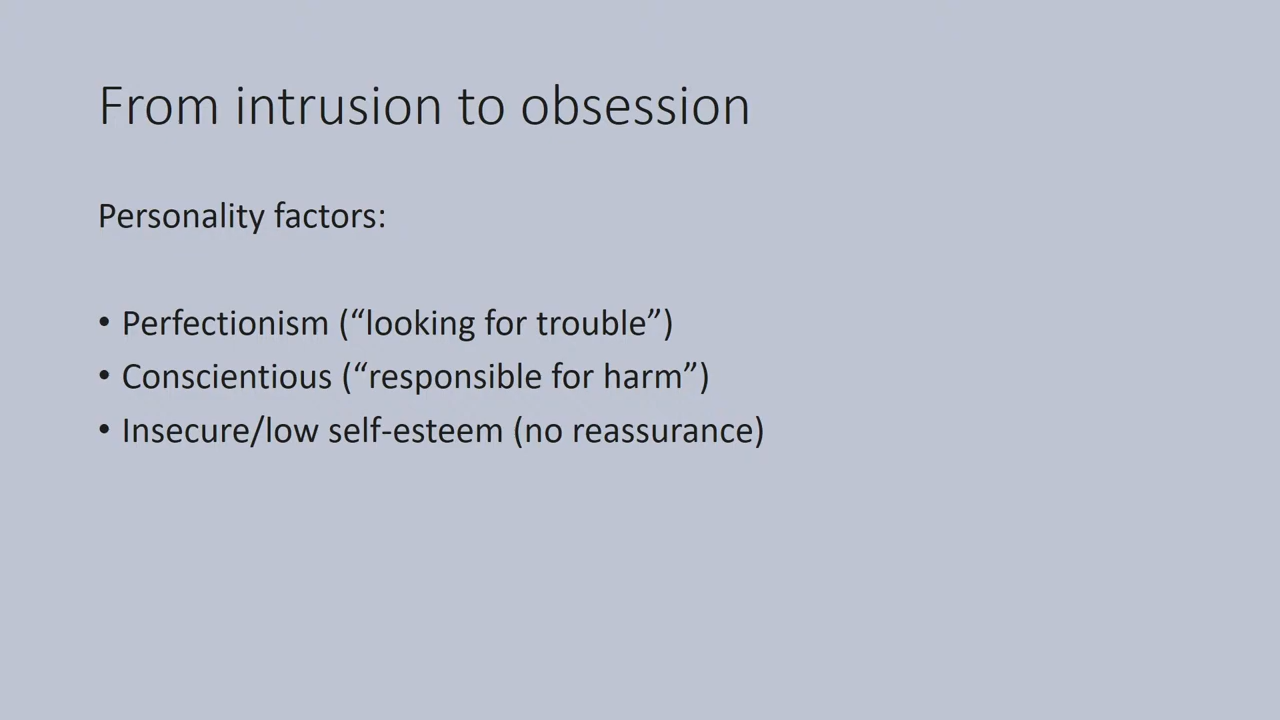 From intrusion to obsession
Personality factors:
• Perfectionism (“looking for trouble”)
• Conscientious (“responsible for harm”)
• Insecure/low self-esteem (no reassurance)